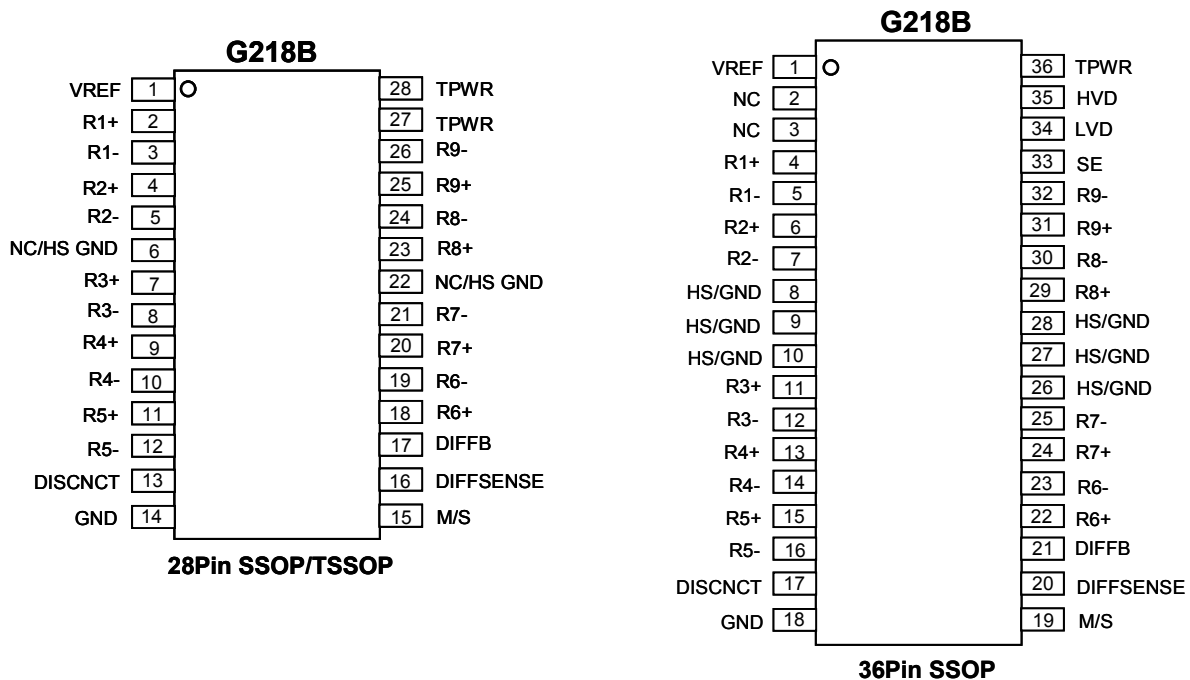 G218B
VREF 1 28 TPWR
R1+ 2 27 TPWR
R1- 3 26 R9-
R2+ 4 25 R9+
R2- 5 24 R8-
NC/HS GND 6 23 R8+
R3+ 7 22 NC/HS GND
R3- 8 21 R7-
R4+ 9 20 R7+
R4- 10 19 R6-
R5+ 11 18 R6+
R5- 12 17 DIFFB
DISCNCT 13 16 DIFFSENSE
GND 14 15 M/S
28Pin SSOP/TSSOP
G218B
VREF 1 36 TPWR
NC 2 35 HVD
NC 3 34 LVD
R1+ 4 33 SE
R1- 5 32 R9-
R2+ 6 31 R9+
R2- 7 30 R8-
HS/GND 8 29 R8+
HS/GND 9 28 HS/GND
HS/GND 10 27 HS/GND
R3+ 11 26 HS/GND
R3- 12 25 R7-
R4+ 13 24 R7+
R4- 14 23 R6-
R5+ 15 22 R6+
R5- 16 21 DIFFB
DISCNCT 17 20 DIFFSENSE
GND 18 19 M/S
36Pin SSOP